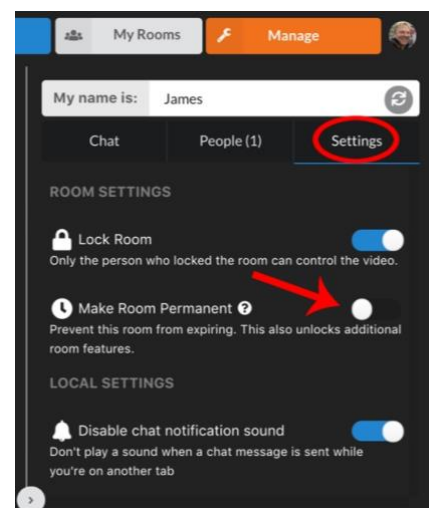 My Rooms Manage
My name is: James
Chat People (1) Settings
ROOM SETTINGS
Lock Room
Only the person who locked the room can control the video.
Make Room Permanent ?
Prevent this room from expiring. This also unlocks additional
room features.
LOCAL SETTINGS
Disable chat notification sound
Don't play a sound when a chat message is sent while
you're on another tab